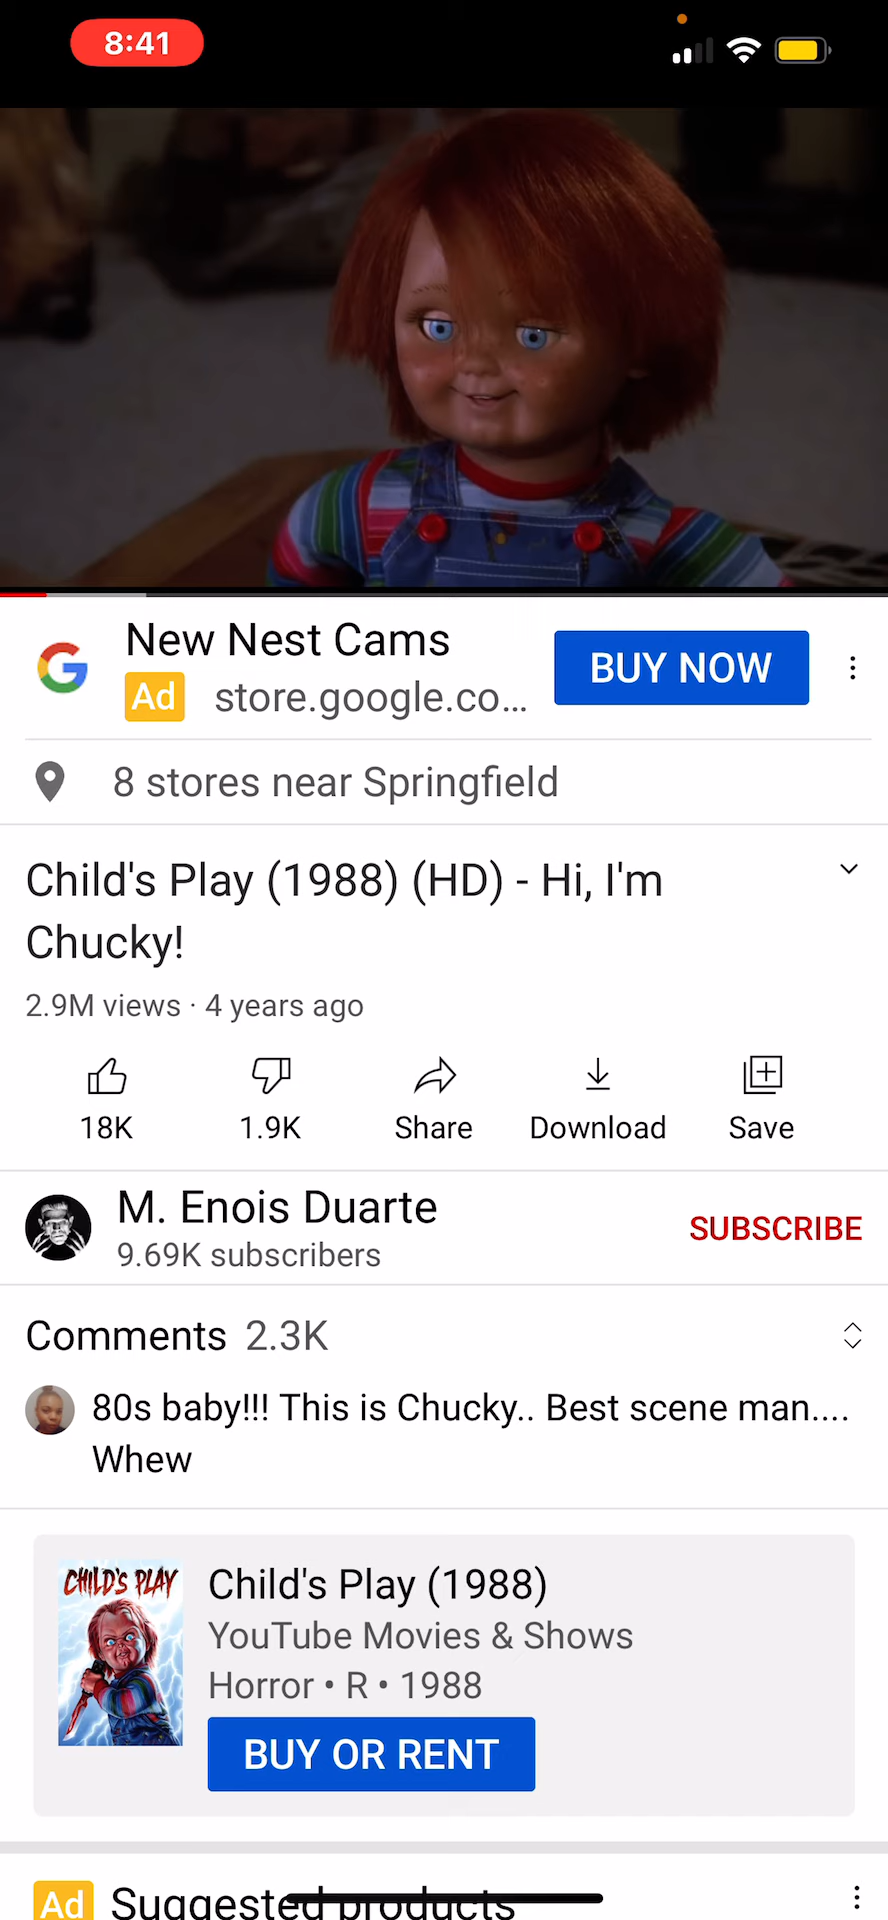 8:41
New Nest Cams
BUY NOW
Ad store.google.co...
8 stores near Springfield
Child's Play (1988) (HD) - Hi, I'm
Chucky!
2.9M views · 4 years ago
18K 1.9K Share Download Save
M. Enois Duarte
9.69K subscribers
SUBSCRIBE
Comments 2.3K
80s baby!!! This is Chucky.. Best scene man....
Whew
CHILD'S PLAY
Child's Play (1988)
YouTube Movies & Shows
Horror • R • 1988
BUY OR RENT
Ad Suggested products